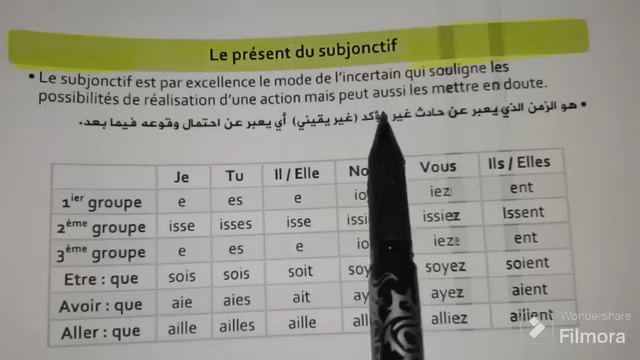 Le présent du subjonctif
• Le subjonctif est par excellence le mode de l'incertain qui souligne les
possibilités de réalisation d'une action mais peut aussi les mettre en doute.
• هو الزمن الذي يعبر عن حادث غير (غير يقيني) أي يعبر عن احتمال وقوعه فيما بعد.
Je Tu Il / Elle Vous Ils / Elles
1ier groupe e es e iez ent
2ème groupe isse isses isse issiez Issent
3ème groupe e es e iez ent
Etre : que sois sois soit soyez soient
Avoir : que aie aies ait ayez aient
Aller : que aille ailles aille alliez aillent
Wondershare
Filmora